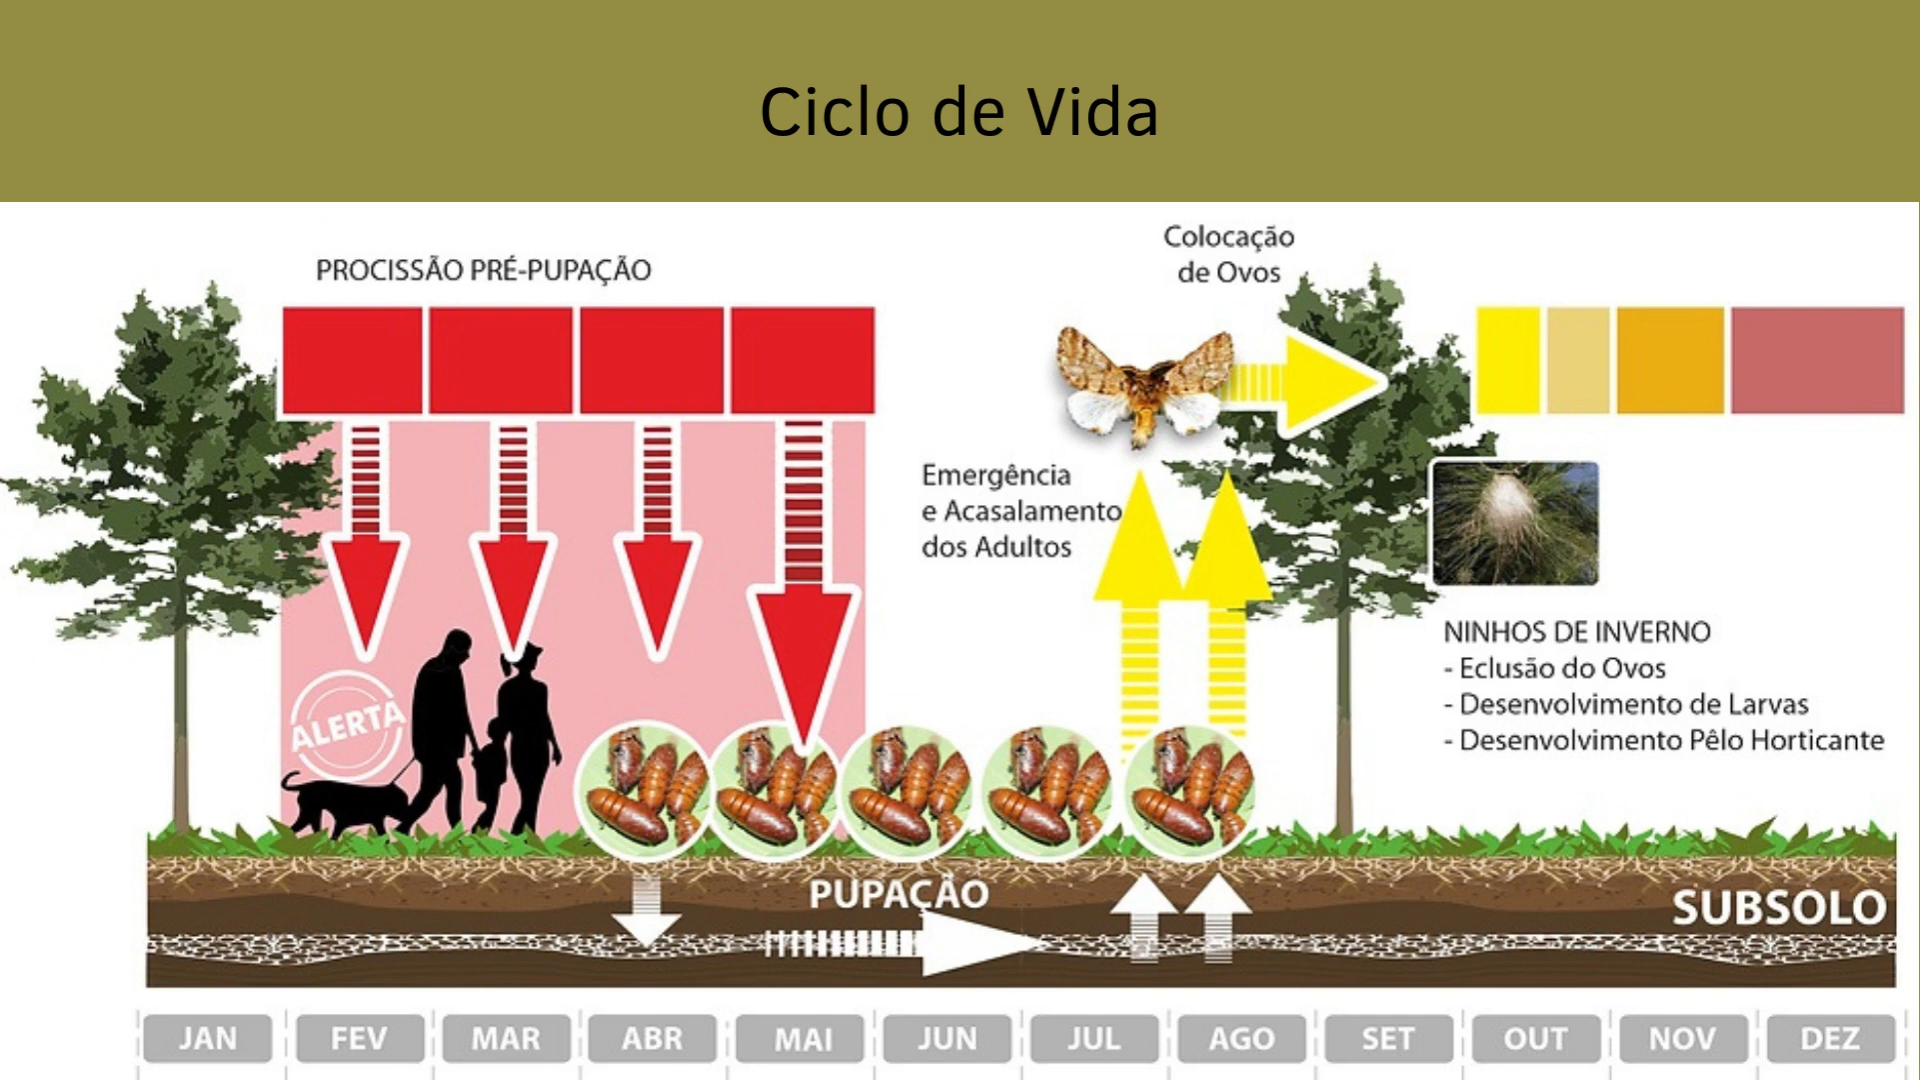 Ciclo de Vida
PROCISSÃO PRÉ-PUPAÇÃO
Colocação
de Ovos
Emergência
e Acasalamento
dos Adultos
NINHOS DE INVERNO
- Eclusão do Ovos
- Desenvolvimento de Larvas
- Desenvolvimento Pêlo Horticante
ALERTA
PUPAÇÃO
SUBSOLO
JAN FEV MAR ABR MAI JUN JUL AGO SET OUT NOV DEZ